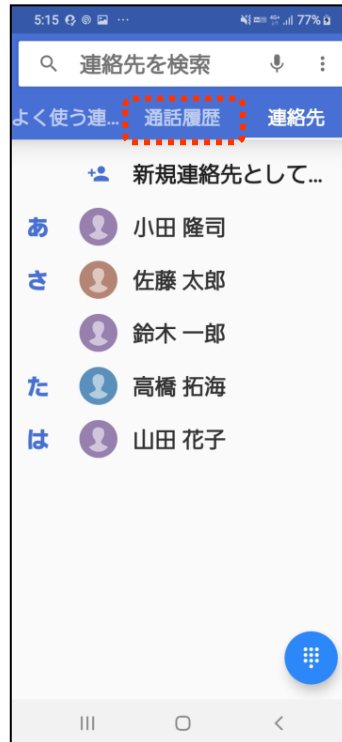 5:15 77%
連絡先を検索
よく使う連... 通話履歴 連絡先
新規連絡先として...
あ 小田 隆司
さ 佐藤 太郎
鈴木 一郎
た 高橋 拓海
は 山田 花子